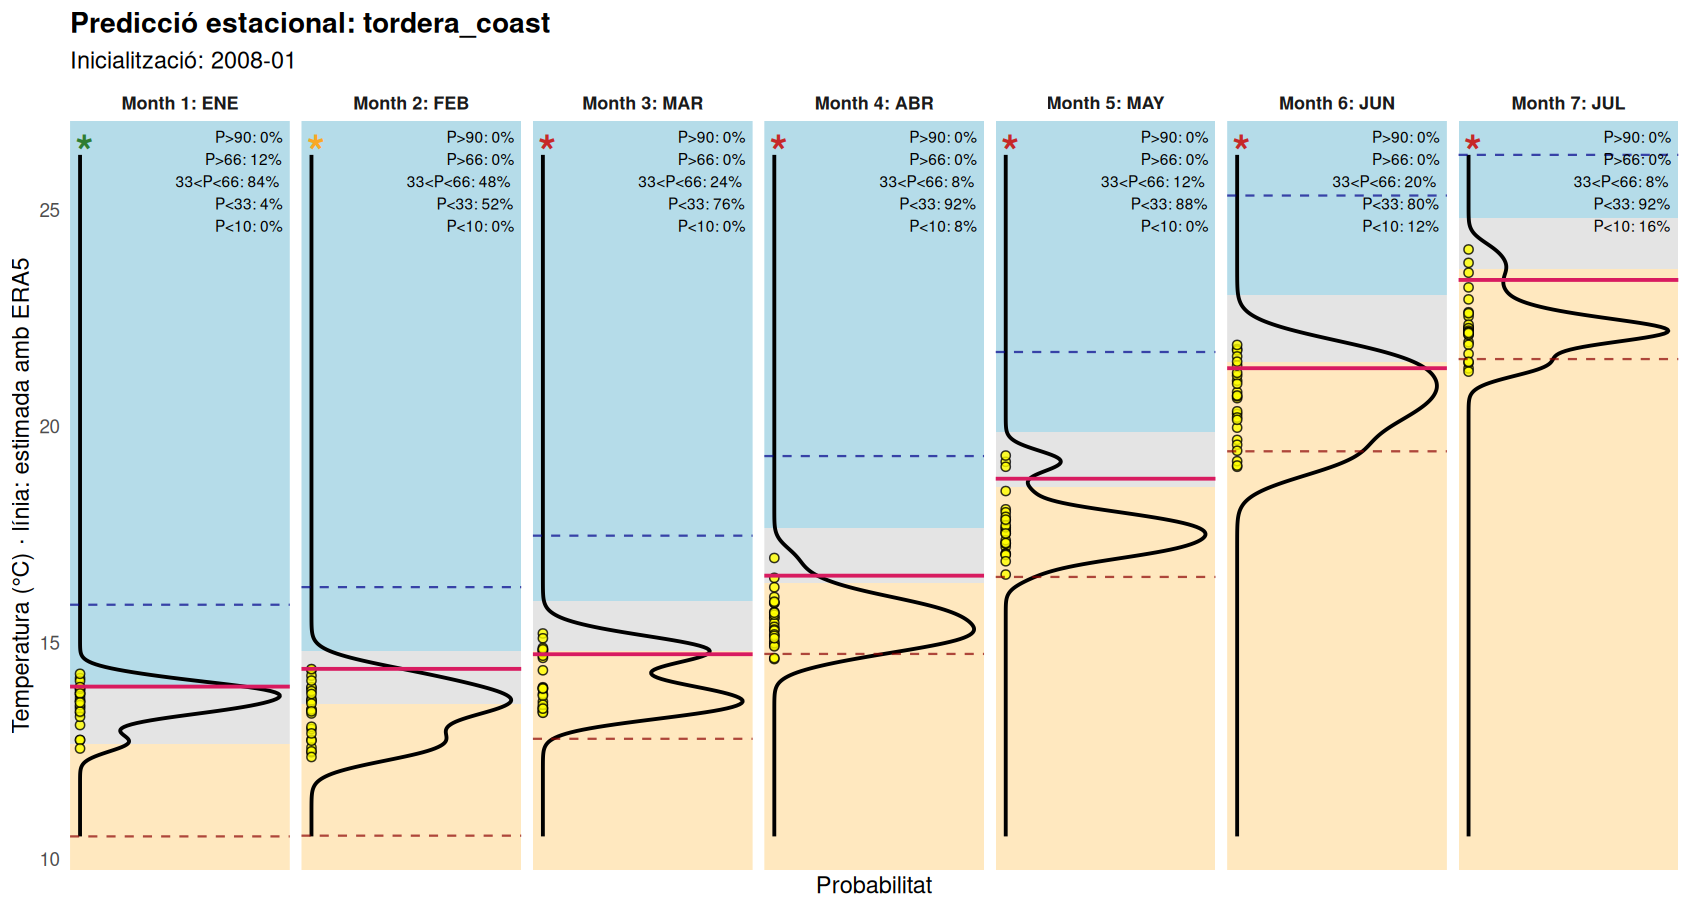 Predicció estacional: tordera_coast
Inicialització: 2008-01
Month 1: ENE
Month 2: FEB
Month 3: MAR
Month 4: ABR
Month 5: MAY
Month 6: JUN
Month 7: JUL
*
P>90: 0%
P>66: 12%
33<P<66: 84%
P<33: 4%
P<10: 0%
*
P>90: 0%
P>66: 0%
33<P<66: 48%
P<33: 52%
P<10: 0%
*
P>90: 0%
P>66: 0%
33<P<66: 24%
P<33: 76%
P<10: 0%
*
P>90: 0%
P>66: 0%
33<P<66: 8%
P<33: 92%
P<10: 8%
*
P>90: 0%
P>66: 0%
33<P<66: 12%
P<33: 88%
P<10: 0%
*
P>90: 0%
P>66: 0%
33<P<66: 20%
P<33: 80%
P<10: 12%
*
P>90: 0%
P>66: 0%
33<P<66: 8%
P<33: 92%
P<10: 16%
25
20
15
10
Temperatura (°C) · línia: estimada amb ERA5
Probabilitat